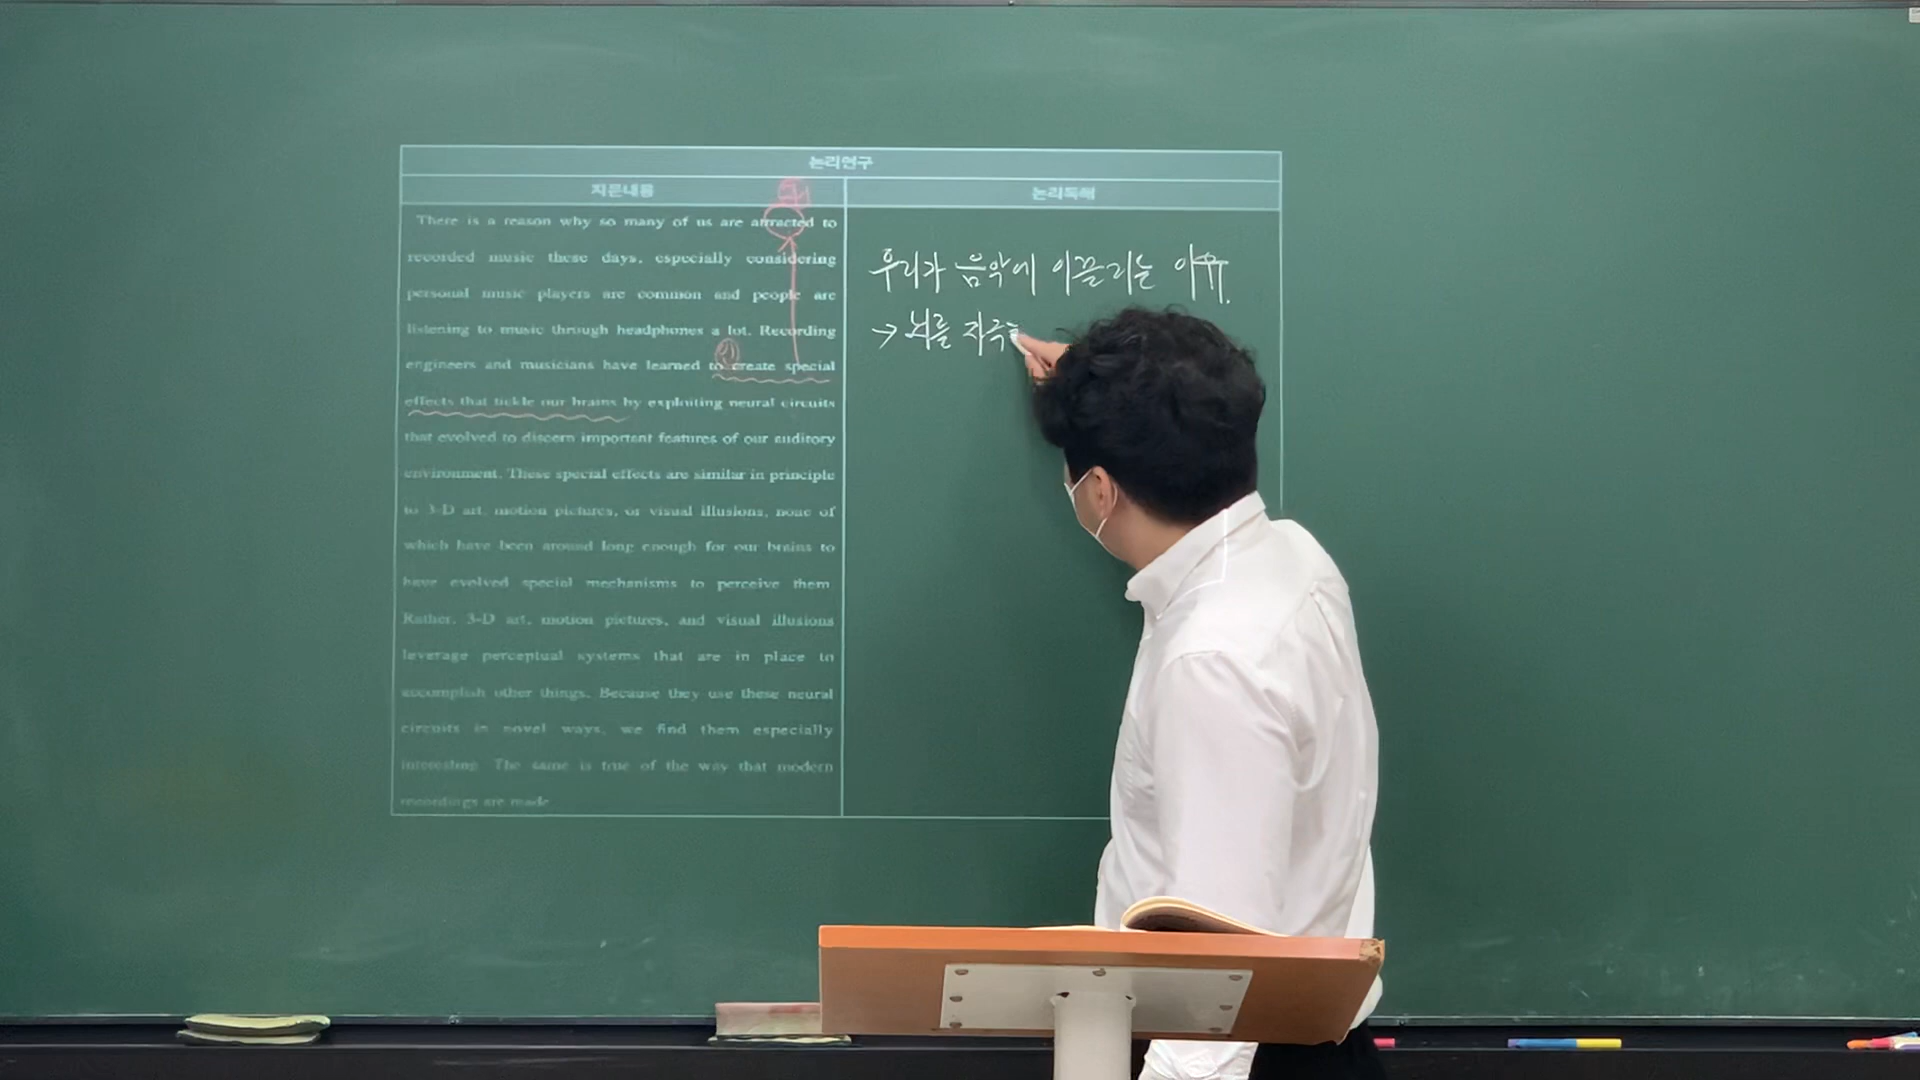 논리연구
지문내용
논리독해
There is a reason why so many of us are attracted to
recorded music these days, especially considering
personal music players are common and people are
listening to music through headphones a lot. Recording
engineers and musicians have learned to create special
effects that tickle our brains by exploiting neural circuits
that evolved to discern important features of our auditory
environment. These special effects are similar in principle
to 3-D art, motion pictures, or visual illusions, none of
which have been around long enough for our brains to
have evolved special mechanisms to perceive them.
Rather, 3-D art, motion pictures, and visual illusions
leverage perceptual systems that are in place to
accomplish other things. Because they use these neural
circuits in novel ways, we find them especially
interesting. The same is true of the way that modern
recordings are made.
우리가 음악에 이끌리는 이유.
→ 뇌를 자극